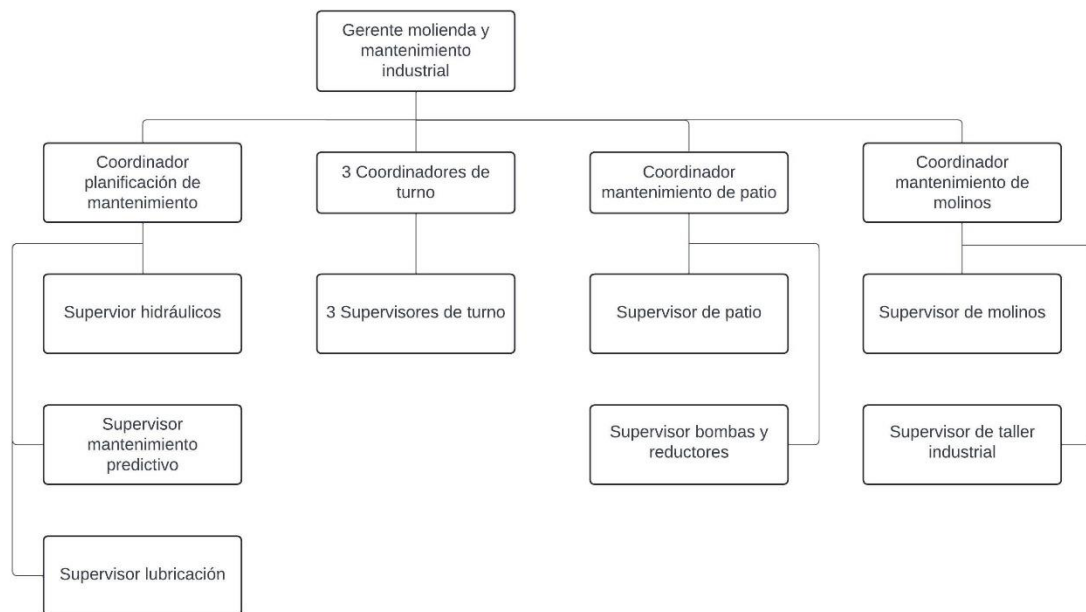 Gerente molienda y
mantenimiento
industrial
Coordinador
planificación de
mantenimiento
3 Coordinadores de
turno
Coordinador
mantenimiento de patio
Coordinador
mantenimiento de
molinos
Supervior hidráulicos
3 Supervisores de turno
Supervisor de patio
Supervisor de molinos
Supervisor
mantenimiento
predictivo
Supervisor bombas y
reductores
Supervisor de taller
industrial
Supervisor lubricación